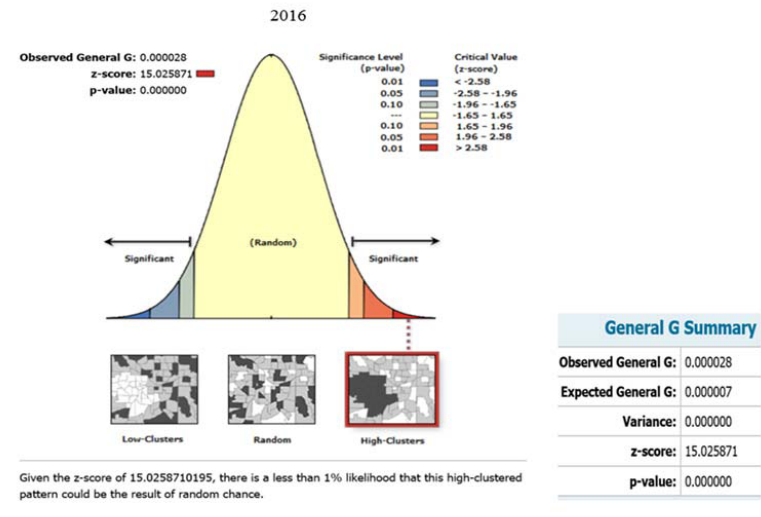 2016
Observed General G: 0.000028
z-score: 15.025871
p-value: 0.000000
Significance Level
(p-value)
Critical Value
(z-score)
0.01 < -2.58
0.05 -2.58 - -1.96
0.10 -1.96 - -1.65
--- -1.65 - 1.65
0.10 1.65 - 1.96
0.05 1.96 - 2.58
0.01 > 2.58
(Random)
Significant
Significant
Low-Clusters
Random
High-Clusters
Given the z-score of 15.0258710195, there is a less than 1% likelihood that this high-clustered
pattern could be the result of random chance.
General G Summary
Observed General G: 0.000028
Expected General G: 0.000007
Variance: 0.000000
z-score: 15.025871
p-value: 0.000000